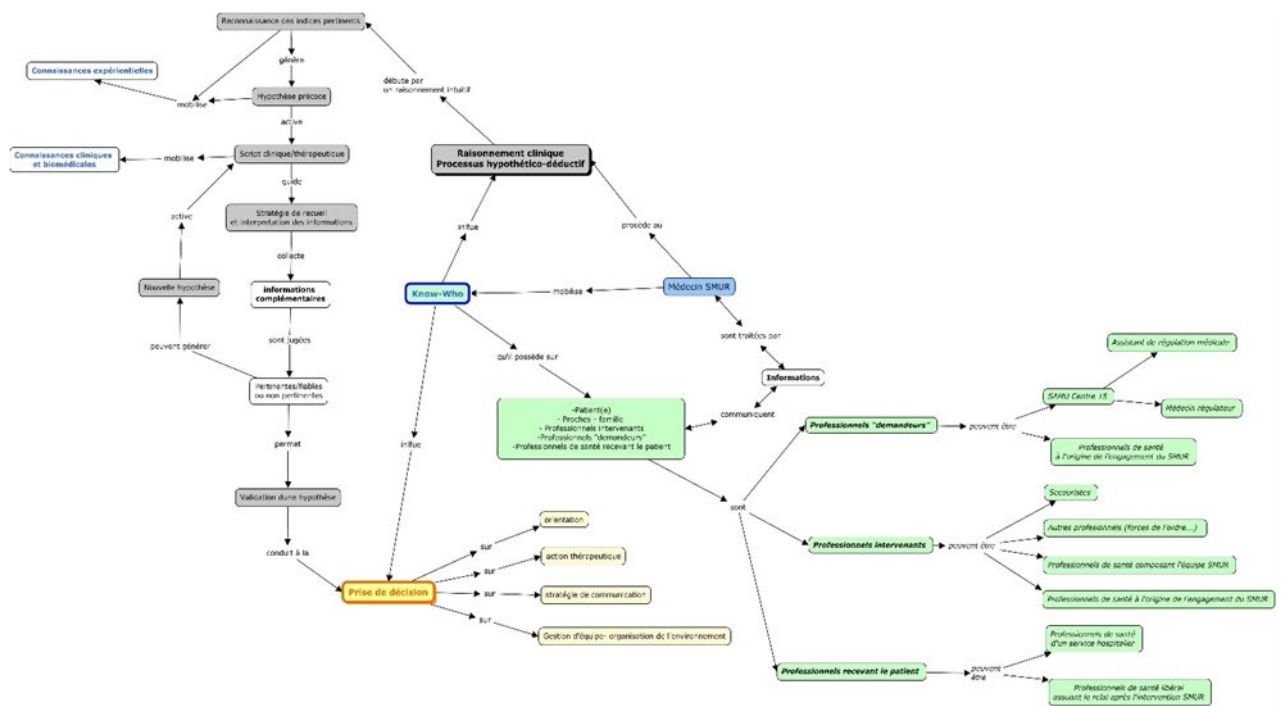 Reconnaissance des indices pertinents
génère
Connaissances expérientielles
mobilise
Hypothèse précoce
active
Connaissances cliniques
et biomédicales
mobilise
Script clinique/thérapeutique
guide
Stratégie de recueil
et interpretation des informations
active
collecte
Nouvelle hypothèse
informations
complémentaires
peuvent générer
sont jugées
Pertinentes/fiables
ou non pertinentes
permet
Validation dune hypothèse
conduit à la
débute par
un raisonnement intuitif
Raisonnement clinique
Processus hypothético-déductif
influe
procède au
Know-Who
mobilise
Médecin SMUR
sont traitées par
Informations
communiquent
qu'il possède sur
-Patient(e)
- Proches - famille
- Professionnels intervenants
-Professionnels "demandeurs"
-Professionnels de santé recevant le patient
influe
Prise de décision
sur
orientation
sur
action thérapeutique
sur
stratégie de communication
sur
Gestion d'équipe- organisation de l'environnement
sont
Professionnels "demandeurs"
peuvent être
SAMU Centre 15
Assistant de régulation médicale
Médecin régulateur
Professionnels de santé
à l'origine de l'engagement du SMUR
Professionnels intervenants
peuvent être
Secouristes
Autres profesionnels (forces de l'ordre...)
Professionnels de santé composant l'équipe SMUR
Professionnels de santé à l'origine de l'engagement du SMUR
Professionnels recevant le patient
peuvent
être
Professionnels de santé
d'un service hospitalier
Professionnels de santé libéral
assuant le relai après l'intervention SMUR